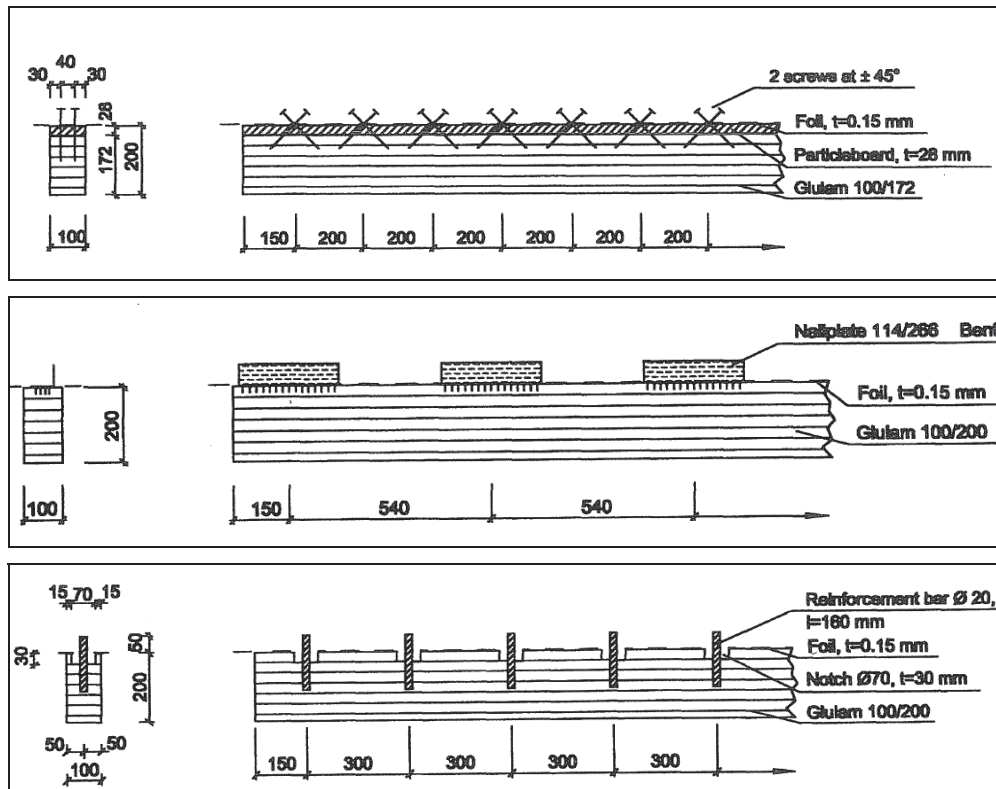 40
30
30
28
172
200
100
2 screws at ± 45°
Foil, t=0.15 mm
Particleboard, t=28 mm
Glulam 100/172
150 200 200 200 200 200 200
Nailplate 114/266 Bent
Foil, t=0.15 mm
Glulam 100/200
200
100
150 540 540
15 70 15
30
50
200
50 50
100
Reinforcement bar Ø 20,
l=160 mm
Foil, t=0.15 mm
Notch Ø70, t=30 mm
Glulam 100/200
150 300 300 300 300